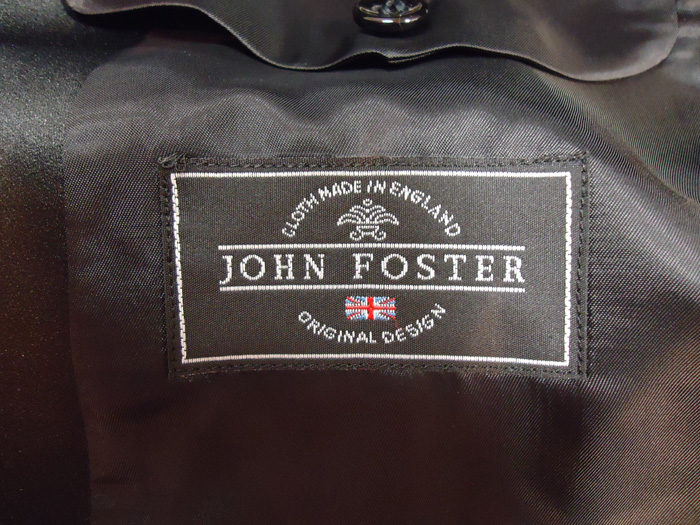 CLOTH MADE IN ENGLAND
JOHN FOSTER
ORIGINAL DESIGN